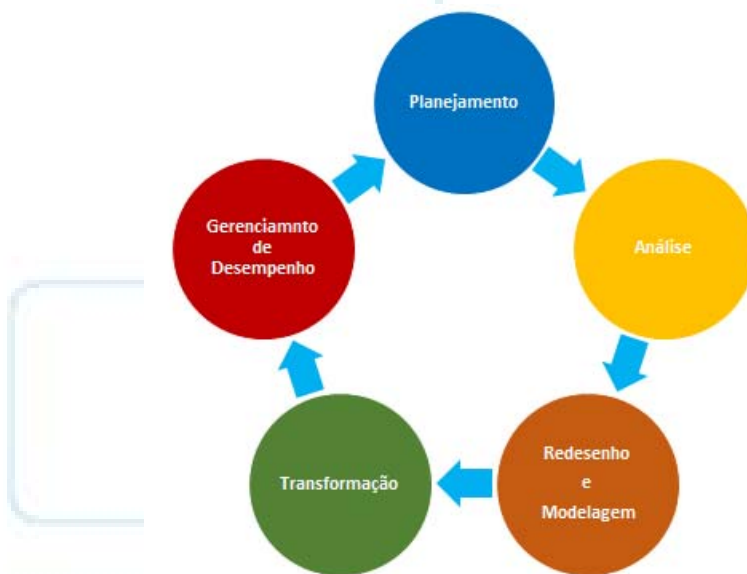 Planejamento
Análise
Redesenho
e
Modelagem
Transformação
Gerenciamnto
de
Desempenho